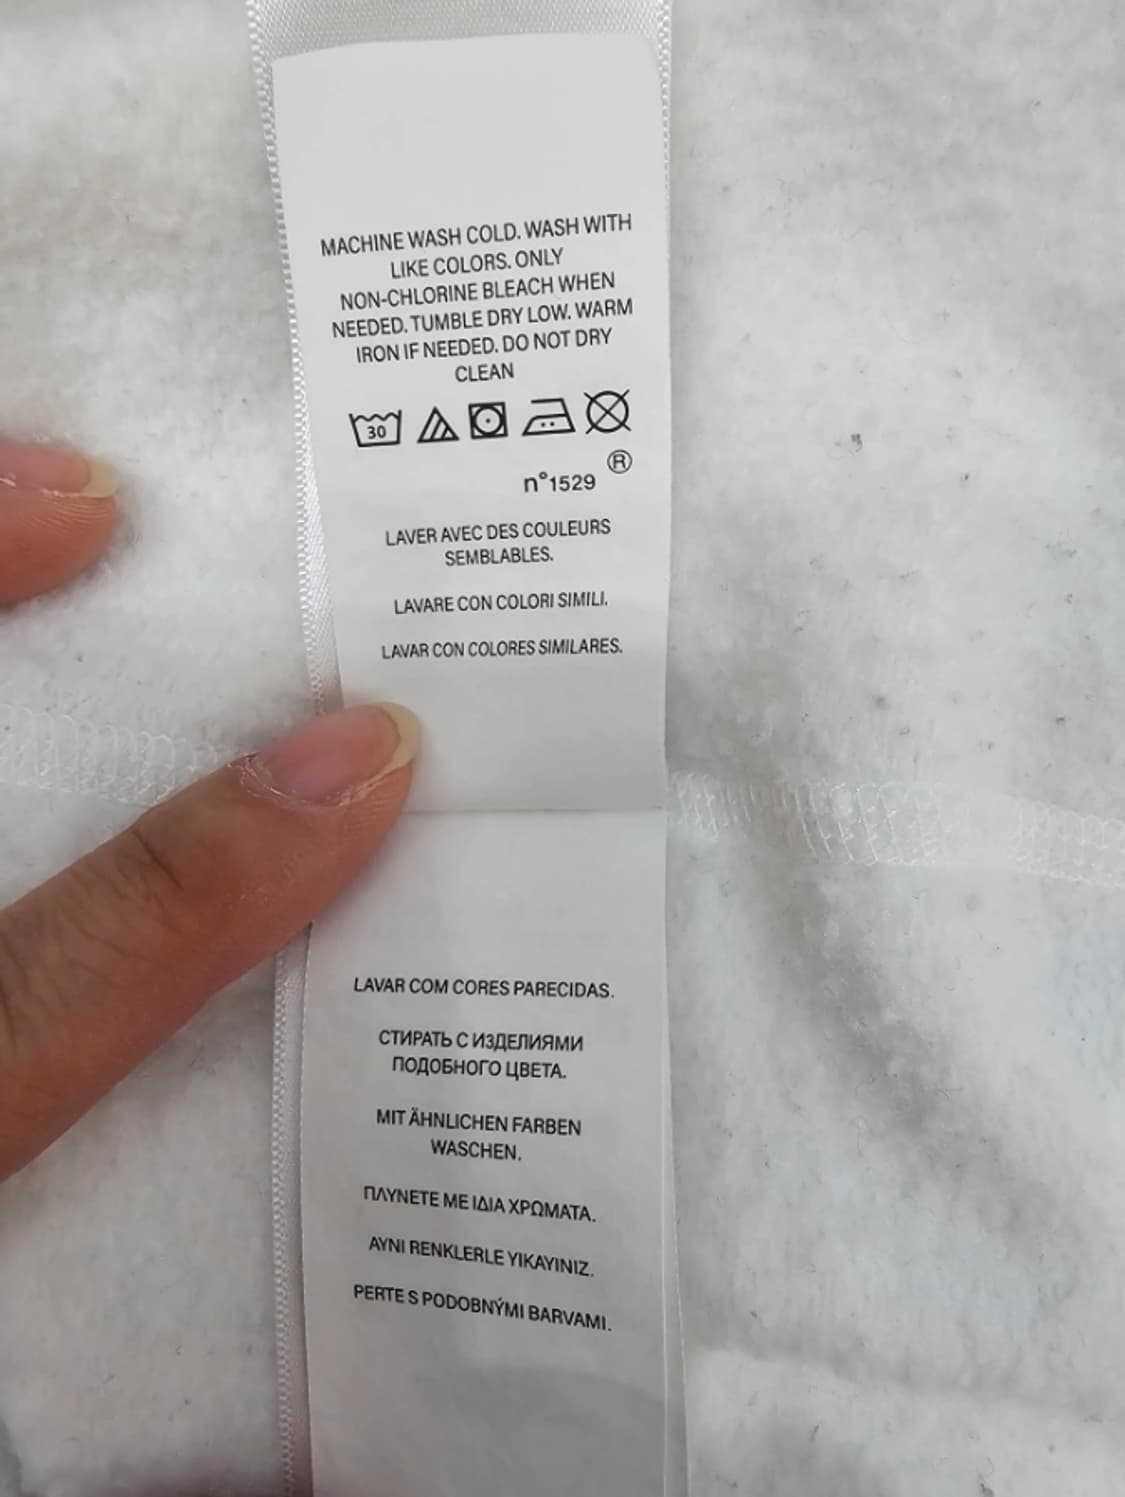 MACHINE WASH COLD. WASH WITH
LIKE COLORS. ONLY
NON-CHLORINE BLEACH WHEN
NEEDED. TUMBLE DRY LOW. WARM
IRON IF NEEDED. DO NOT DRY
CLEAN
30
®
n°1529
LAVER AVEC DES COULEURS
SEMBLABLES.
LAVARE CON COLORI SIMILI.
LAVAR CON COLORES SIMILARES.
LAVAR COM CORES PARECIDAS.
СТИРАТЬ С ИЗДЕЛИЯМИ
ПОДОБНОГО ЦВЕТА.
MIT ÄHNLICHEN FARBEN
WASCHEN.
ΠΛΥΝΕΤΕ ΜΕ ΙΔΙΑ ΧΡΩΜΑΤΑ.
AYNI RENKLERLE YIKAYINIZ.
PERTE S PODOBNÝMI BARVAMI.